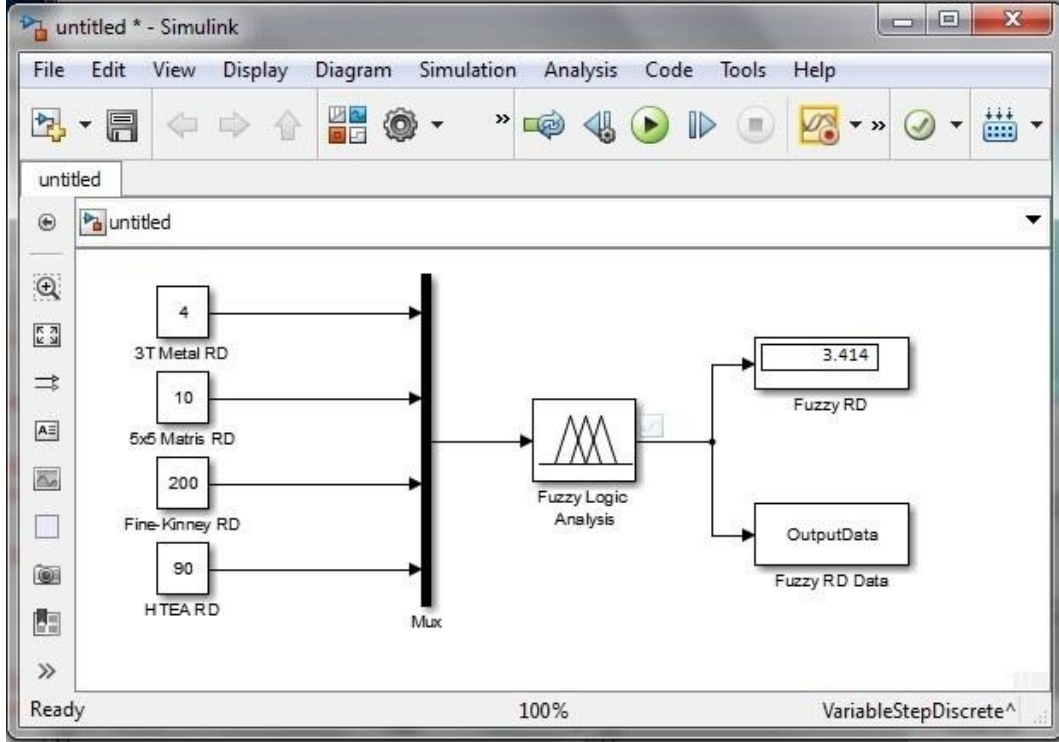 untitled * - Simulink
File Edit View Display Diagram Simulation Analysis Code Tools Help
untitled
untitled
4
3T Metal RD
10
5x5 Matris RD
200
Fine-Kinney RD
90
HTEA RD
Mux
Fuzzy Logic
Analysis
3.414
Fuzzy RD
OutputData
Fuzzy RD Data
Ready 100% VariableStepDiscrete^